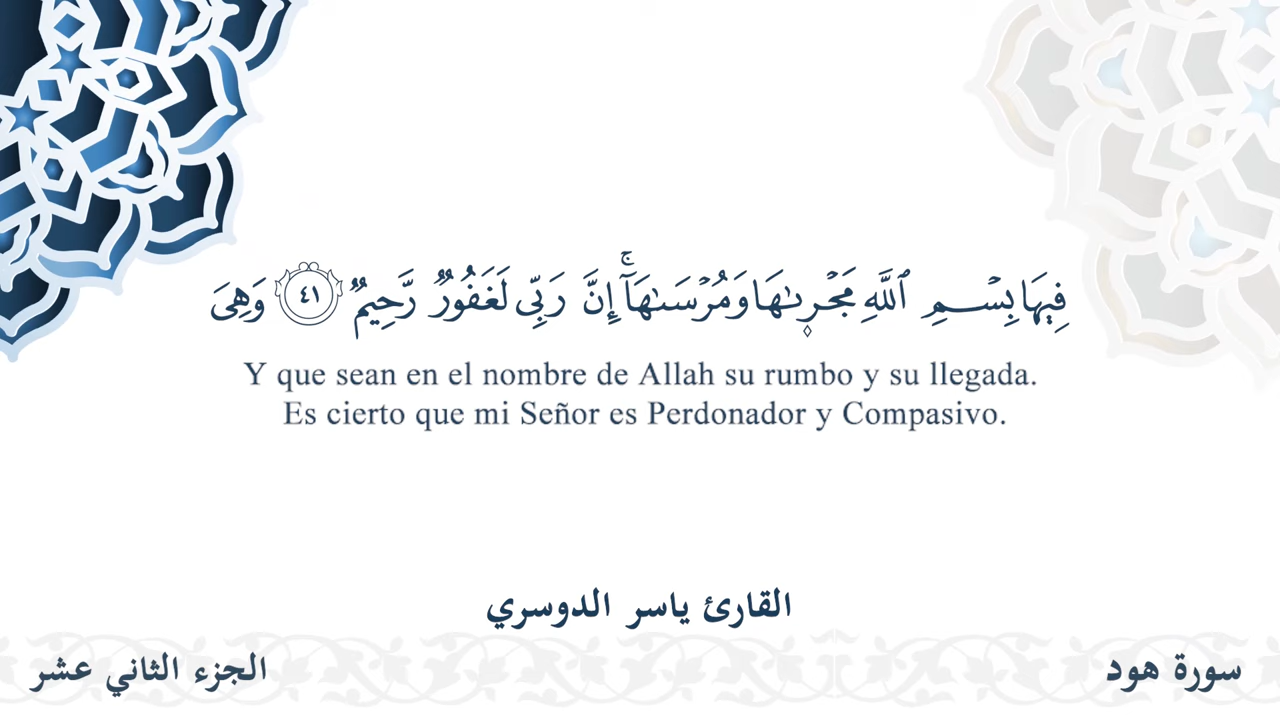 فِيهَا بِسۡمِ ٱللَّهِ مَجۡر۪ىٰهَا وَمُرۡسَىٰهَآۚ إِنَّ رَبِّي لَغَفُورٞ رَّحِيمٞ ٤١ وَهِيَ
Y que sean en el nombre de Allah su rumbo y su llegada.
Es cierto que mi Señor es Perdonador y Compasivo.
القارئ ياسر الدوسري
سورة هود
الجزء الثاني عشر